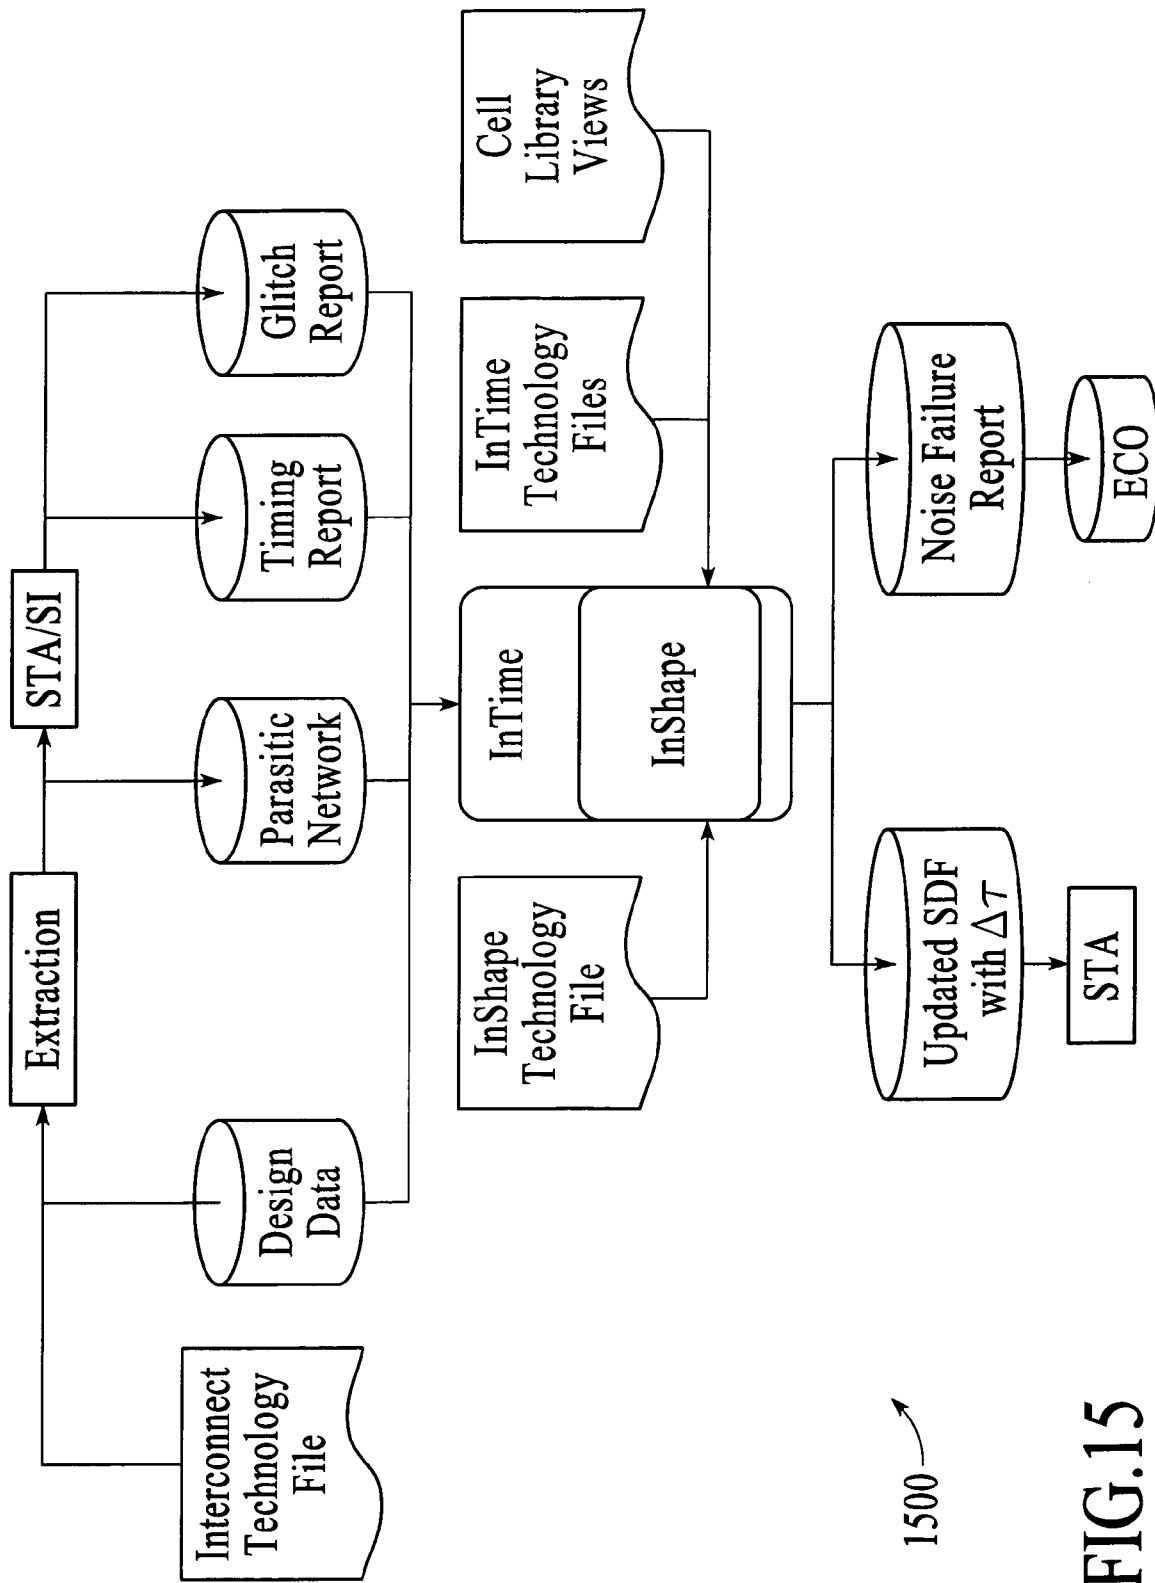 Extraction
STA/SI
Interconnect
Technology
File
Design
Data
Parasitic
Network
Timing
Report
Glitch
Report
InShape
Technology
File
InTime
InShape
InTime
Technology
Files
Cell
Library
Views
Updated SDF
with Δτ
Noise Failure
Report
STA
ECO
1500
FIG.15